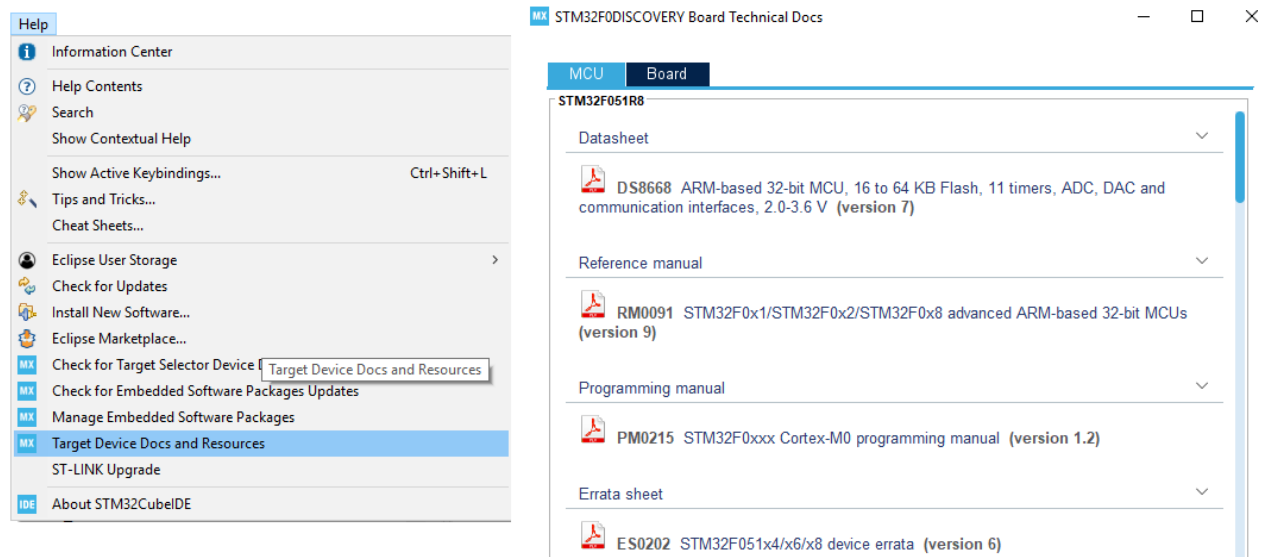 Help
Information Center
Help Contents
Search
Show Contextual Help
Show Active Keybindings... Ctrl+Shift+L
Tips and Tricks...
Cheat Sheets...
Eclipse User Storage
Check for Updates
Install New Software...
Eclipse Marketplace...
MX Check for Target Selector Device
Target Device Docs and Resources
MX Check for Embedded Software Packages Updates
MX Manage Embedded Software Packages
MX Target Device Docs and Resources
ST-LINK Upgrade
IDE About STM32CubeIDE
MX STM32F0DISCOVERY Board Technical Docs
MCU Board
STM32F051R8
Datasheet
DS8668 ARM-based 32-bit MCU, 16 to 64 KB Flash, 11 timers, ADC, DAC and
communication interfaces, 2.0-3.6 V (version 7)
Reference manual
RM0091 STM32F0x1/STM32F0x2/STM32F0x8 advanced ARM-based 32-bit MCUs
(version 9)
Programming manual
PM0215 STM32F0xxx Cortex-M0 programming manual (version 1.2)
Errata sheet
ES0202 STM32F051x4/x6/x8 device errata (version 6)